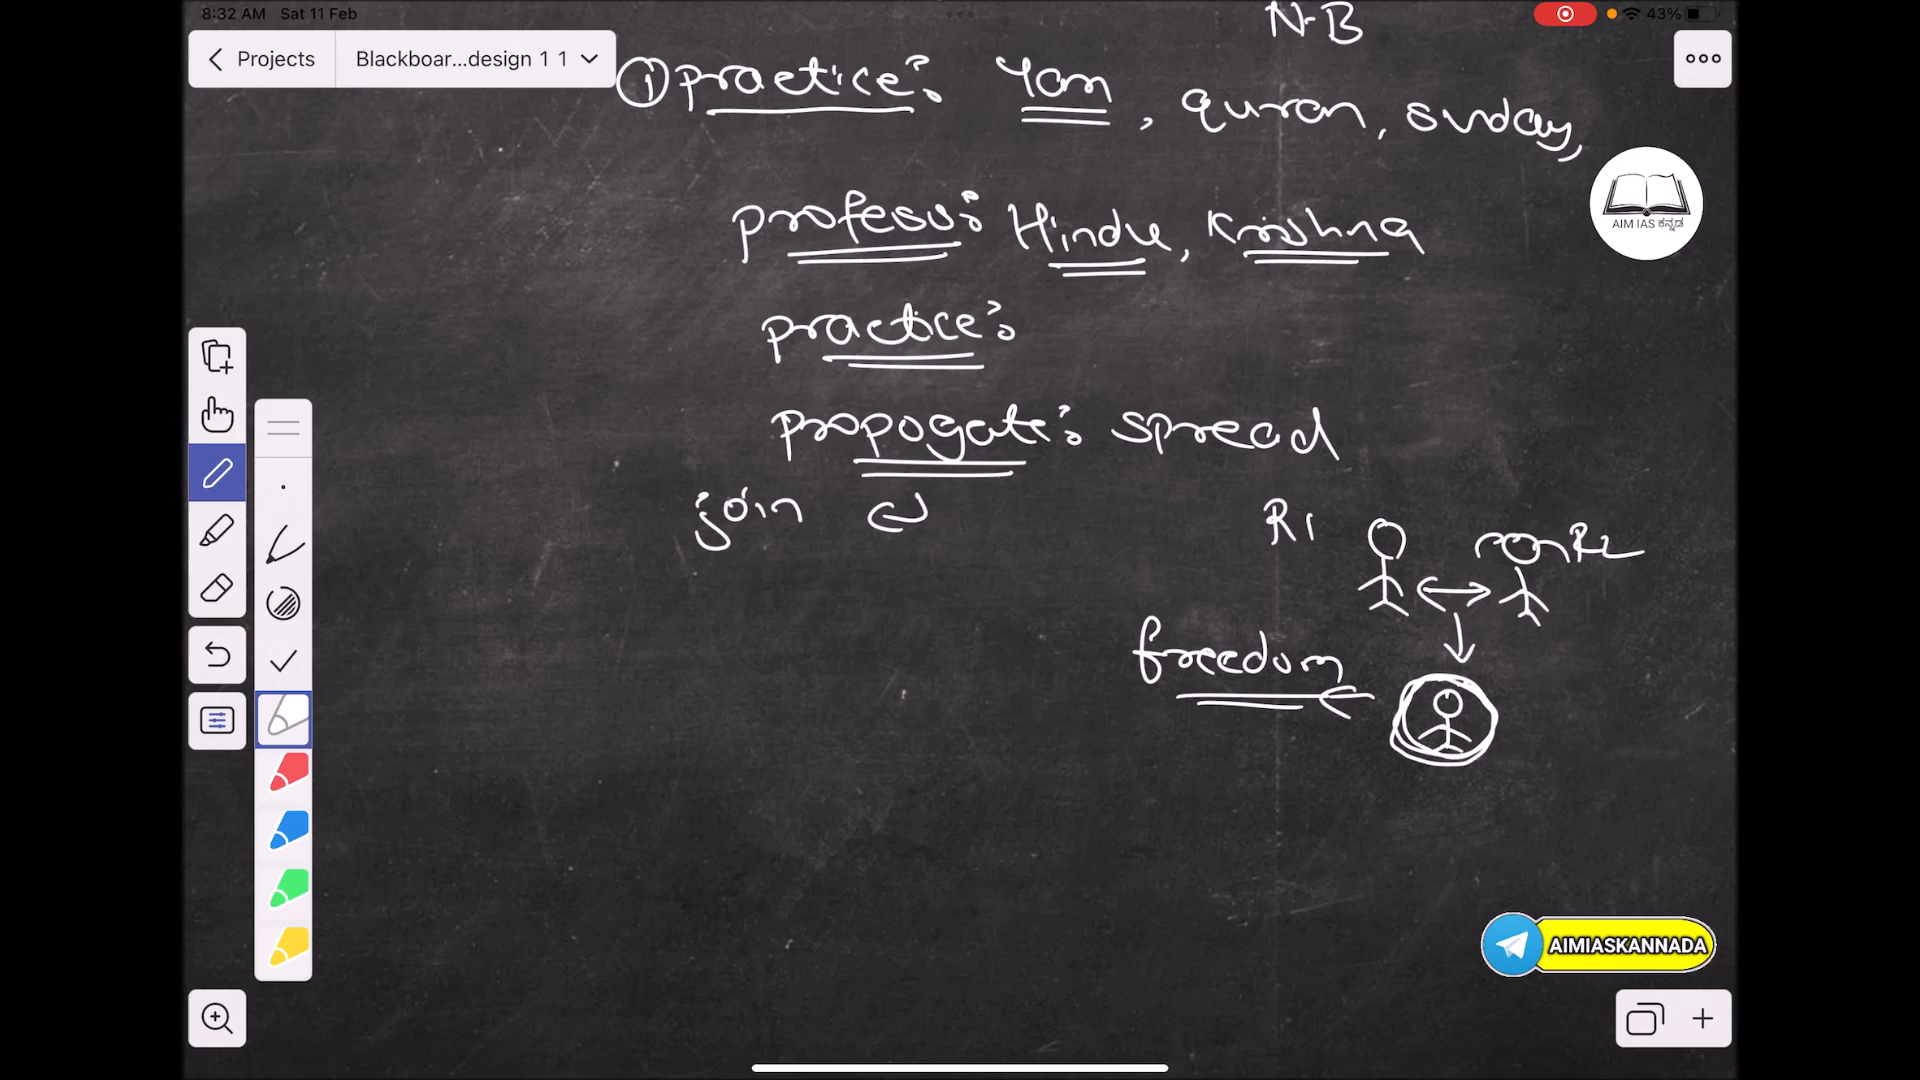 8:32 AM Sat 11 Feb
43%
Projects
Blackboar...design 1 1
N-B
① practice:
, quran, sunday,
profess: Hindu, Krishna
AIM IAS ಕನ್ನಡ
practice:
propogate: spread
join
R1
R2
freedom
AIMIASKANNADA